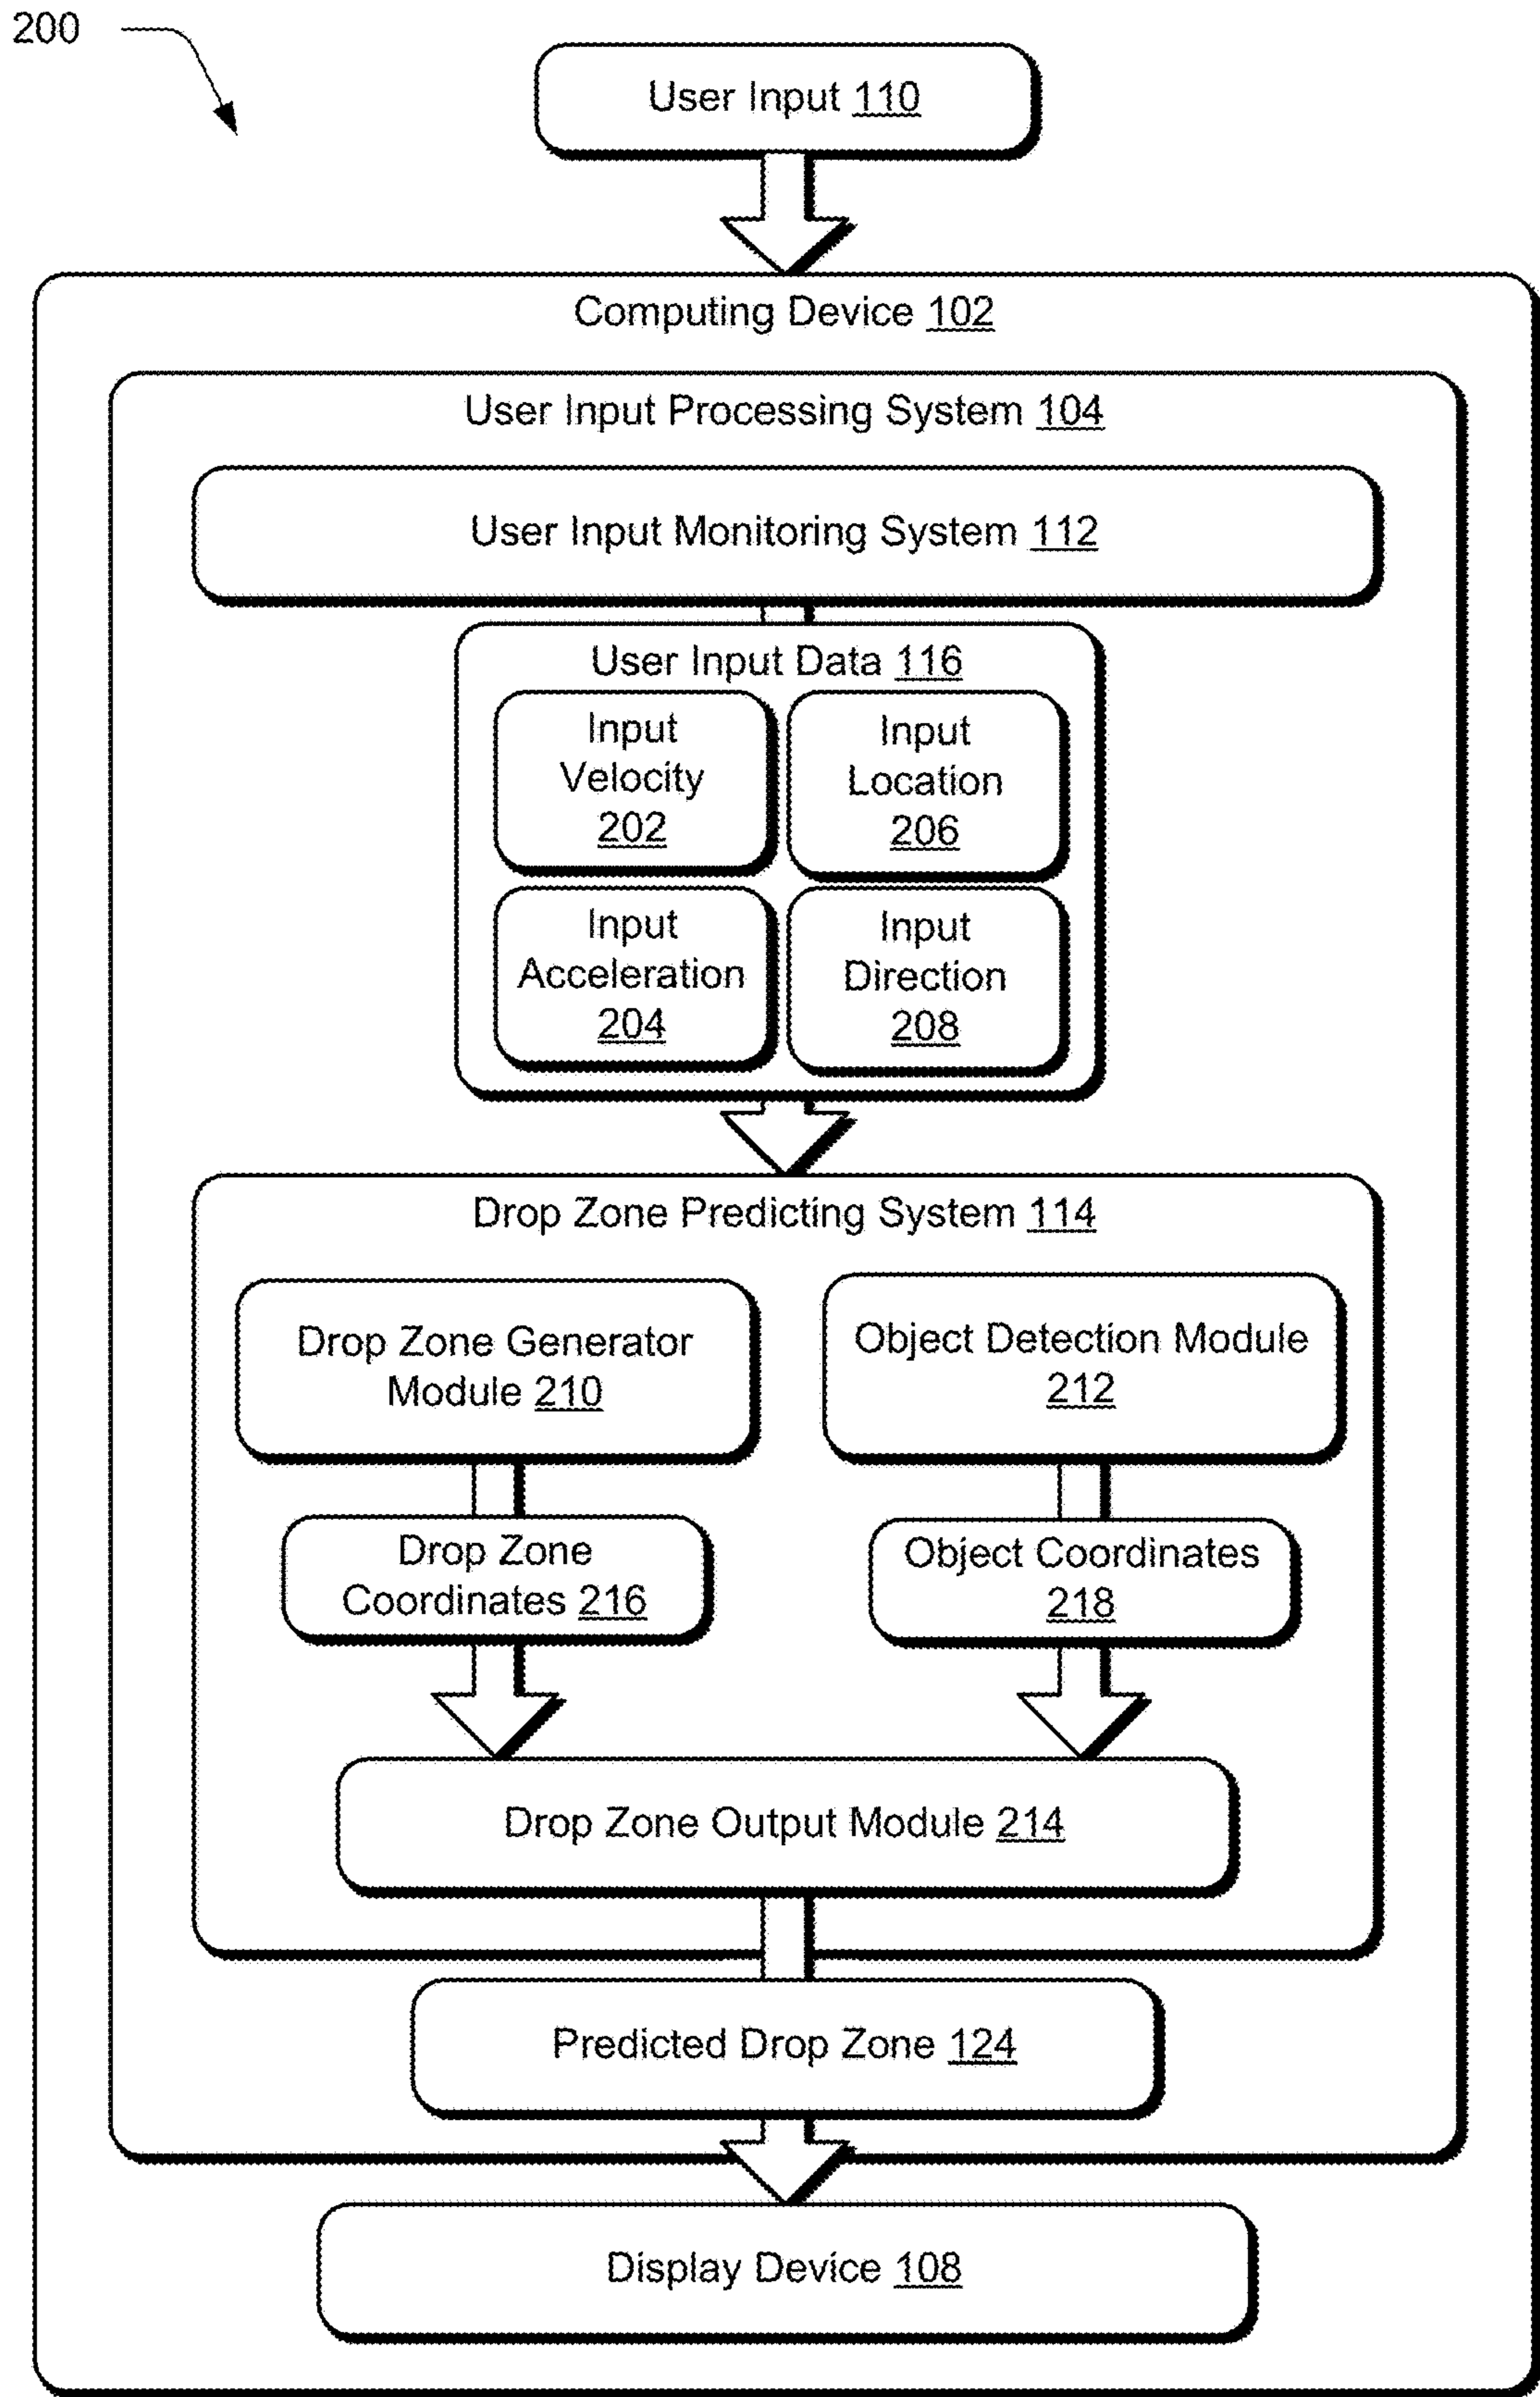 200
User Input 110
Computing Device 102
User Input Processing System 104
User Input Monitoring System 112
User Input Data 116
Input
Velocity
202
Input
Location
206
Input
Acceleration
204
Input
Direction
208
Drop Zone Predicting System 114
Drop Zone Generator
Module 210
Object Detection Module
212
Drop Zone
Coordinates 216
Object Coordinates
218
Drop Zone Output Module 214
Predicted Drop Zone 124
Display Device 108